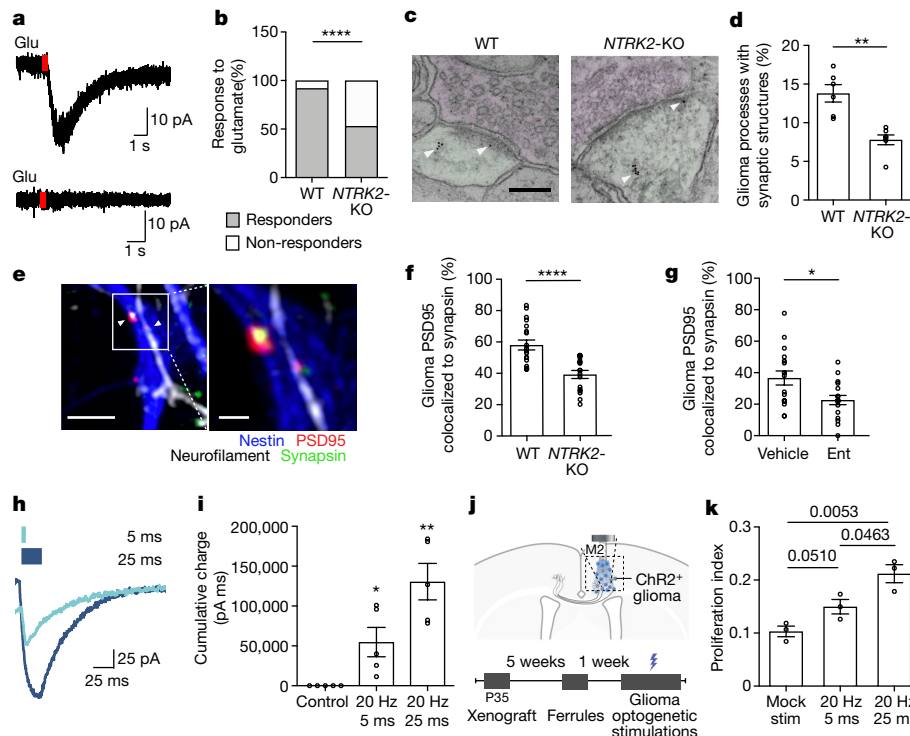 a
Glu
10 pA
1 s
Glu
10 pA
1 s
b
****
Response to
glutamate(%)
100
50
0
WT
NTRK2-
KO
Responders
Non-responders
c
WT
NTRK2-KO
d
**
Glioma processes with
synaptic structures (%)
20
15
10
5
0
WT
NTRK2-
KO
e
Nestin PSD95
Neurofilament Synapsin
f
****
Glioma PSD95
colocalized to synapsin (%)
100
80
60
40
20
0
WT
NTRK2-
KO
g
*
Glioma PSD95
colocalized to synapsin (%)
100
80
60
40
20
0
Vehicle
Ent
h
5 ms
25 ms
25 pA
25 ms
i
Cumulative charge
(pA ms)
200,000
150,000
100,000
50,000
0
*
**
Control
20 Hz
5 ms
20 Hz
25 ms
j
M2
ChR2+
glioma
5 weeks
1 week
P35
Xenograft
Ferrules
Glioma
optogenetic
stimulations
k
0.0053
0.0463
0.0510
Proliferation index
0.3
0.2
0.1
0
Mock
stim
20 Hz
5 ms
20 Hz
25 m